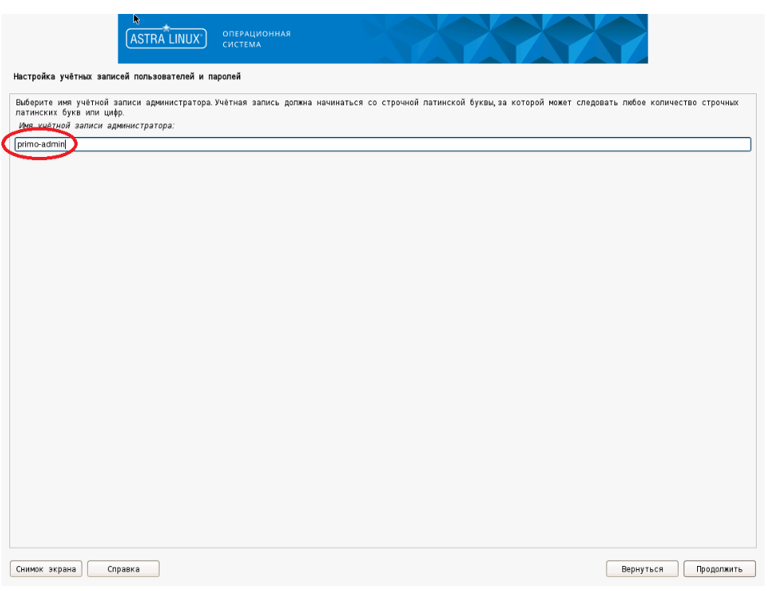 ASTRA LINUX
ОПЕРАЦИОННАЯ
СИСТЕМА
Настройка учётных записей пользователей и паролей
Выберите имя учётной записи администратора. Учётная запись должна начинаться со строчной латинской буквы, за которой может следовать любое количество строчных
латинских букв или цифр.
Имя учётной записи администратора:
primo-admin
Снимок экрана
Справка
Вернуться
Продолжить